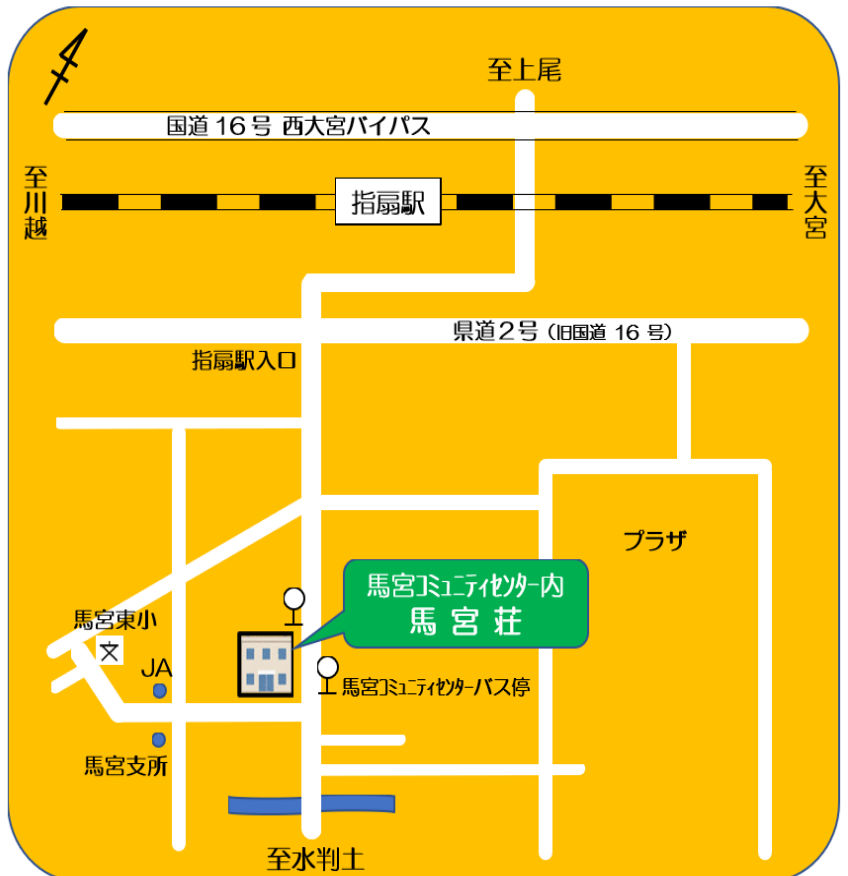 至上尾
国道16号 西大宮バイパス
至川越
指扇駅
至大宮
県道2号（旧国道 16 号）
指扇駅入口
プラザ
馬宮コミュニティセンター内
馬宮荘
馬宮東小
文
JA
馬宮コミュニティセンターバス停
馬宮支所
至水判土